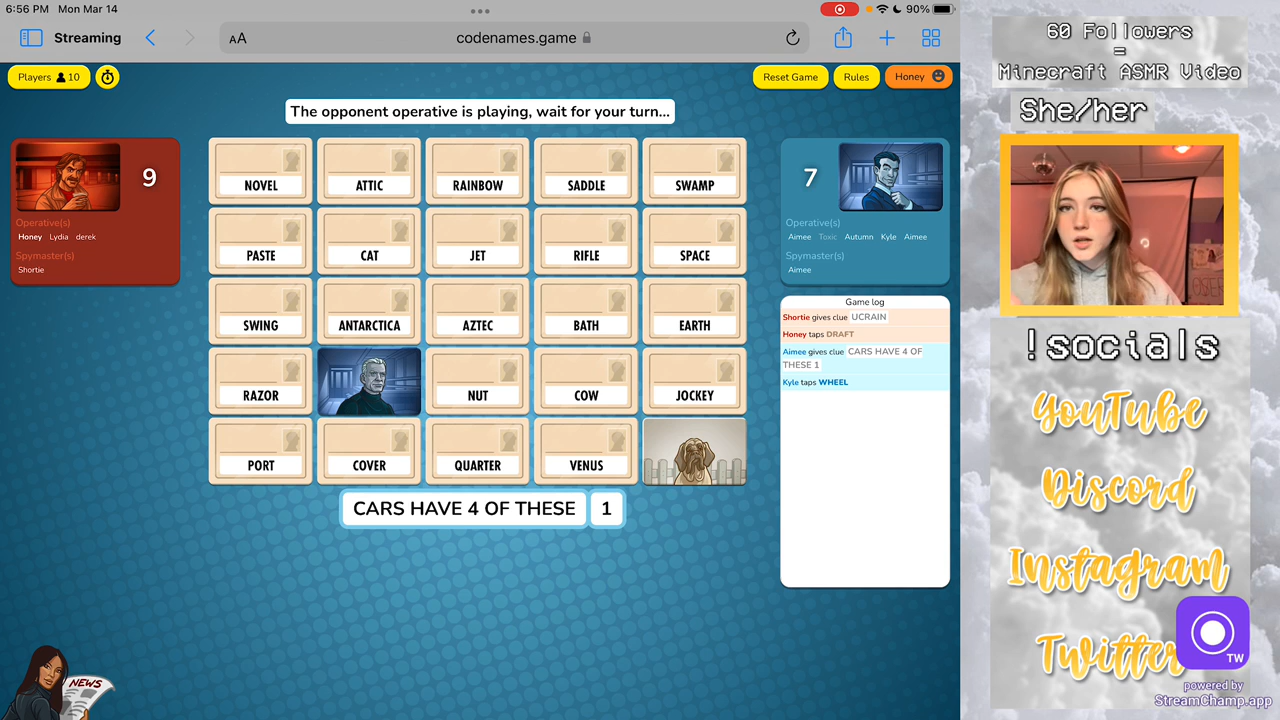 6:56 PM Mon Mar 14
90%
Streaming
AA
codenames.game
Players 10
Reset Game
Rules
Honey
The opponent operative is playing, wait for your turn...
9
Operative(s)
Honey Lydia derek
Spymaster(s)
Shortie
NOVEL ATTIC RAINBOW SADDLE SWAMP
PASTE CAT JET RIFLE SPACE
SWING ANTARCTICA AZTEC BATH EARTH
RAZOR NUT COW JOCKEY
PORT COVER QUARTER VENUS
CARS HAVE 4 OF THESE 1
7
Operative(s)
Aimee Toxic Autumn Kyle Aimee
Spymaster(s)
Aimee
Game log
Shortie gives clue UCRAIN
Honey taps DRAFT
Aimee gives clue CARS HAVE 4 OF
THESE 1
Kyle taps WHEEL
NEWS
60 Followers
=
Minecraft ASMR Video
She/her
!socials
YouTube
Discord
Instagram
Twitter
TW
powered by
StreamChamp.app